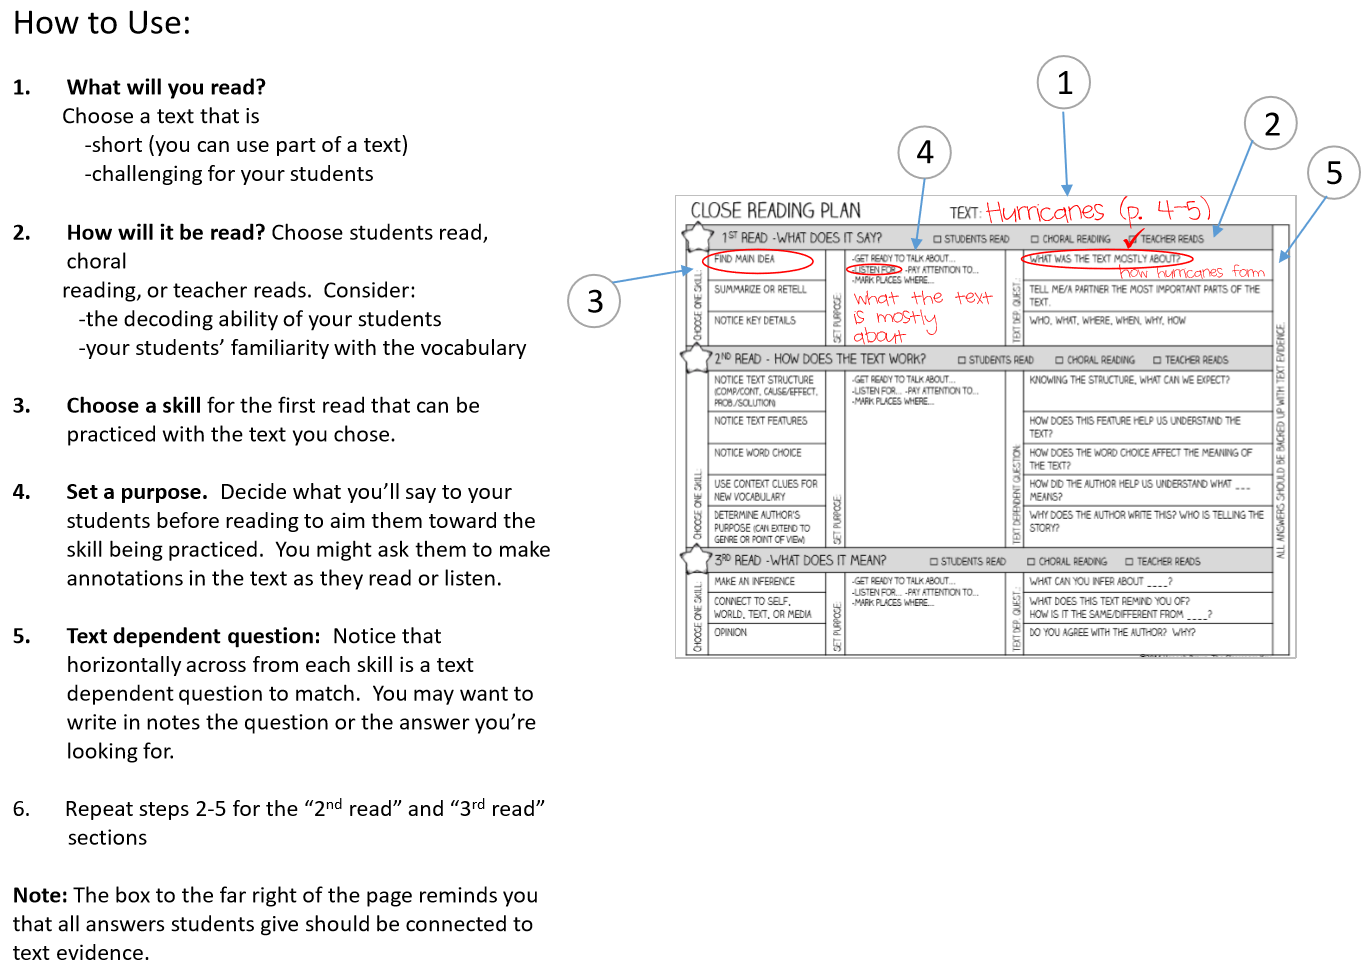 How to Use:
1. What will you read?
Choose a text that is
-short (you can use part of a text)
-challenging for your students
2. How will it be read? Choose students read,
choral
reading, or teacher reads. Consider:
-the decoding ability of your students
-your students' familiarity with the vocabulary
3. Choose a skill for the first read that can be
practiced with the text you chose.
4. Set a purpose. Decide what you'll say to your
students before reading to aim them toward the
skill being practiced. You might ask them to make
annotations in the text as they read or listen.
5. Text dependent question: Notice that
horizontally across from each skill is a text
dependent question to match. You may want to
write in notes the question or the answer you're
looking for.
6. Repeat steps 2-5 for the "2nd read" and "3rd read"
sections
Note: The box to the far right of the page reminds you
that all answers students give should be connected to
text evidence.
1
2
4
5
3
CLOSE READING PLAN
TEXT: Hurricanes (p. 4-5)
1ST READ -WHAT DOES IT SAY? ☐ STUDENTS READ ☐ CHORAL READING ✓ TEACHER READS
CHOOSE ONE SKILL:
FIND MAIN IDEA
SUMMARIZE OR RETELL
NOTICE KEY DETAILS
SET PURPOSE:
-GET READY TO TALK ABOUT...
-LISTEN FOR... -PAY ATTENTION TO...
-MARK PLACES WHERE...
what the text
is mostly
about
TEXT DEP. QUEST.:
WHAT WAS THE TEXT MOSTLY ABOUT?
how hurricanes form
TELL ME/A PARTNER THE MOST IMPORTANT PARTS OF THE
TEXT.
WHO, WHAT, WHERE, WHEN, WHY, HOW
2ND READ - HOW DOES THE TEXT WORK? ☐ STUDENTS READ ☐ CHORAL READING ☐ TEACHER READS
CHOOSE ONE SKILL:
NOTICE TEXT STRUCTURE
(COMP/CONT, CAUSE/EFFECT,
PROB./SOLUTION)
NOTICE TEXT FEATURES
NOTICE WORD CHOICE
USE CONTEXT CLUES FOR
NEW VOCABULARY
DETERMINE AUTHOR'S
PURPOSE (CAN EXTEND TO
GENRE OR POINT OF VIEW)
SET PURPOSE:
-GET READY TO TALK ABOUT...
-LISTEN FOR... -PAY ATTENTION TO...
-MARK PLACES WHERE...
TEXT DEPENDENT QUESTION:
KNOWING THE STRUCTURE, WHAT CAN WE EXPECT?
HOW DOES THIS FEATURE HELP US UNDERSTAND THE
TEXT?
HOW DOES THE WORD CHOICE AFFECT THE MEANING OF
THE TEXT?
HOW DID THE AUTHOR HELP US UNDERSTAND WHAT ___
MEANS?
WHY DOES THE AUTHOR WRITE THIS? WHO IS TELLING THE
STORY?
3RD READ -WHAT DOES IT MEAN? ☐ STUDENTS READ ☐ CHORAL READING ☐ TEACHER READS
CHOOSE ONE SKILL:
MAKE AN INFERENCE
CONNECT TO SELF,
WORLD, TEXT, OR MEDIA
OPINION
SET PURPOSE:
-GET READY TO TALK ABOUT...
-LISTEN FOR... -PAY ATTENTION TO...
-MARK PLACES WHERE...
TEXT DEP. QUEST.:
WHAT CAN YOU INFER ABOUT ____?
WHAT DOES THIS TEXT REMIND YOU OF?
HOW IS IT THE SAME/DIFFERENT FROM ____?
DO YOU AGREE WITH THE AUTHOR? WHY?
ALL ANSWERS SHOULD BE BACKED UP WITH TEXT EVIDENCE.